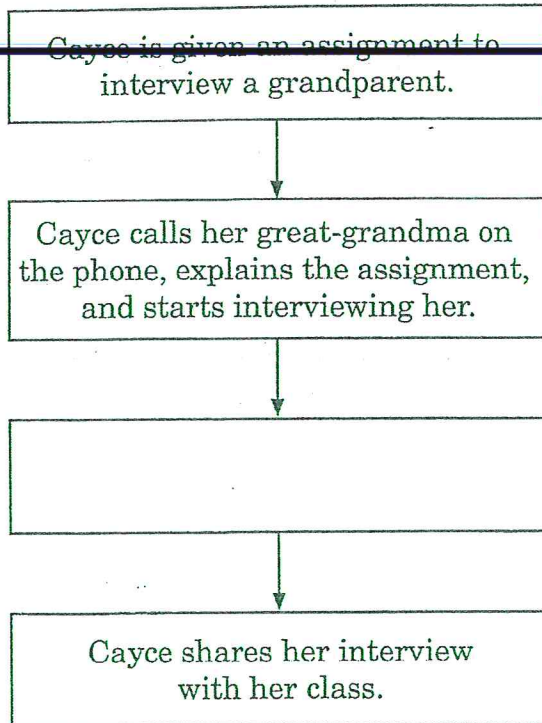 Cayce is given an assignment to
interview a grandparent.
Cayce calls her great-grandma on
the phone, explains the assignment,
and starts interviewing her.
Cayce shares her interview
with her class.